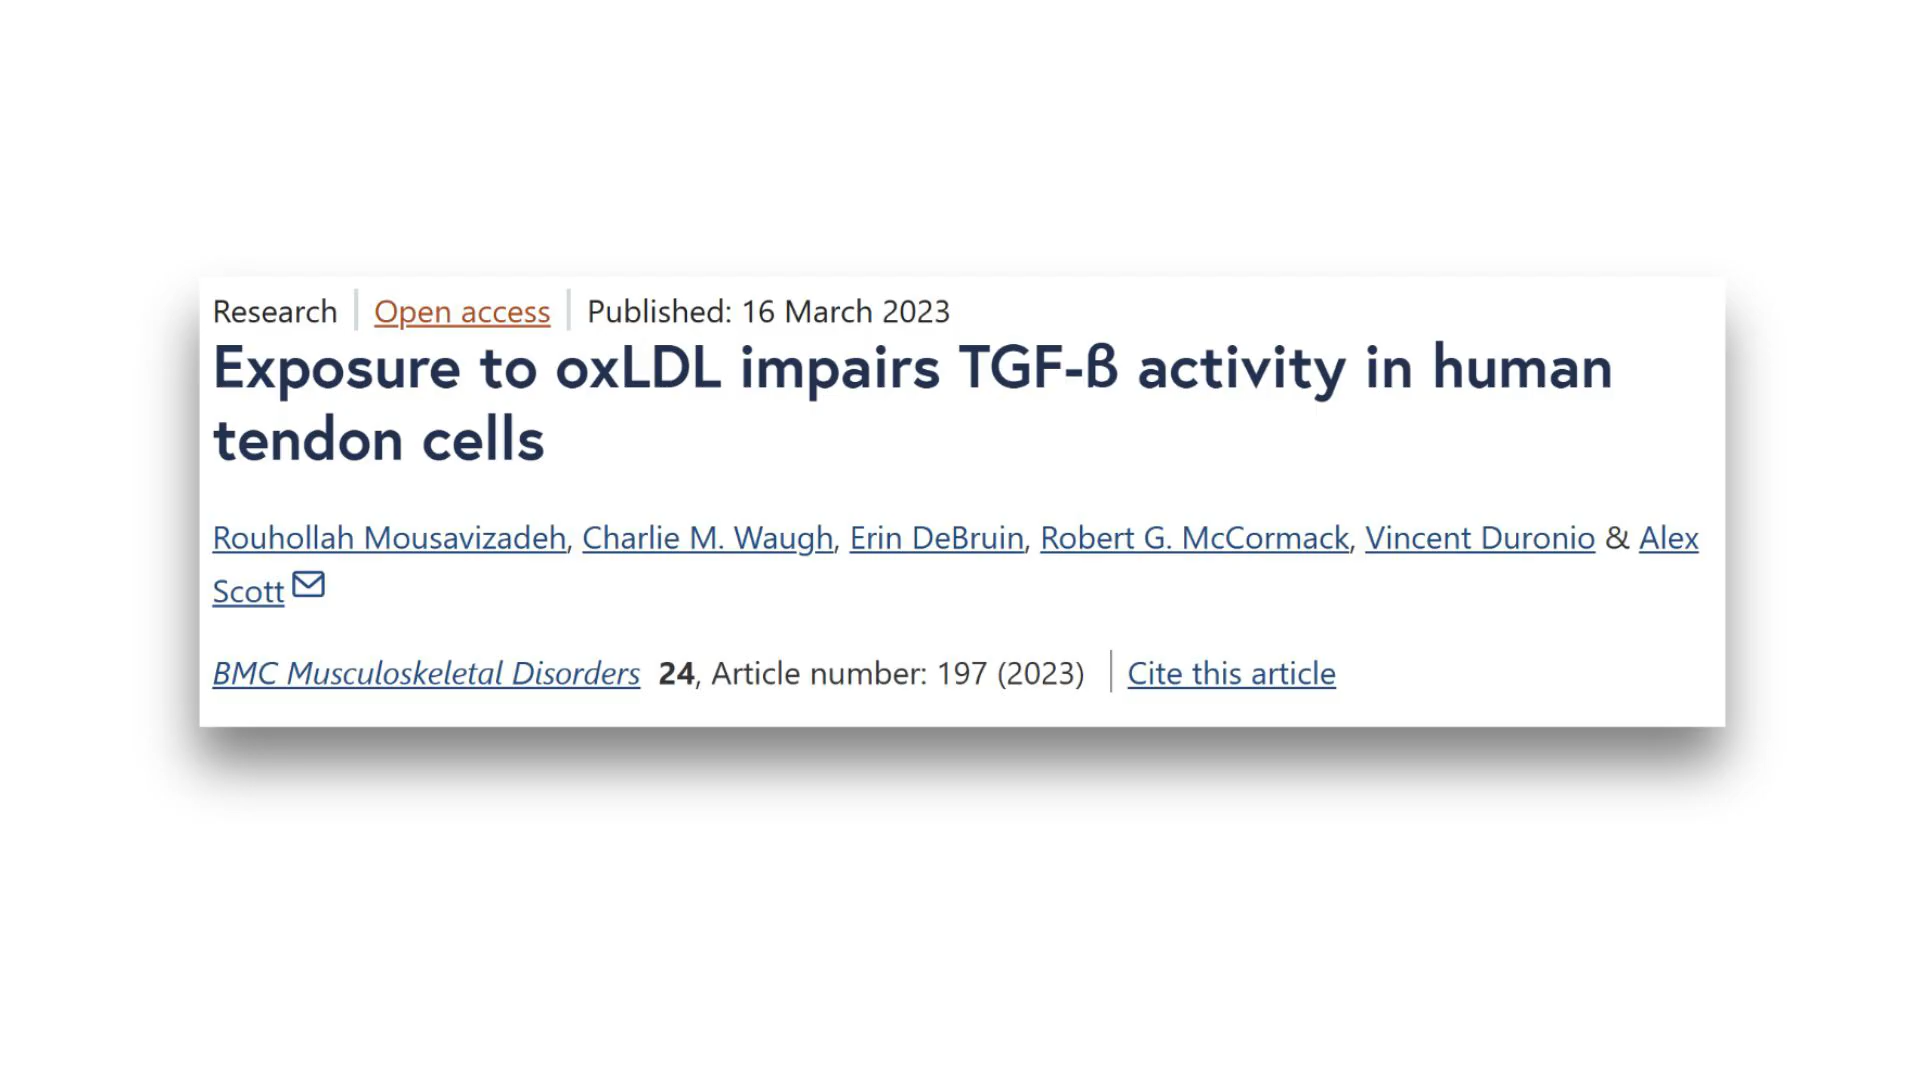 Research | Open access | Published: 16 March 2023
Exposure to oxLDL impairs TGF-ß activity in human
tendon cells
Rouhollah Mousavizadeh, Charlie M. Waugh, Erin DeBruin, Robert G. McCormack, Vincent Duronio & Alex
Scott
BMC Musculoskeletal Disorders 24, Article number: 197 (2023) | Cite this article